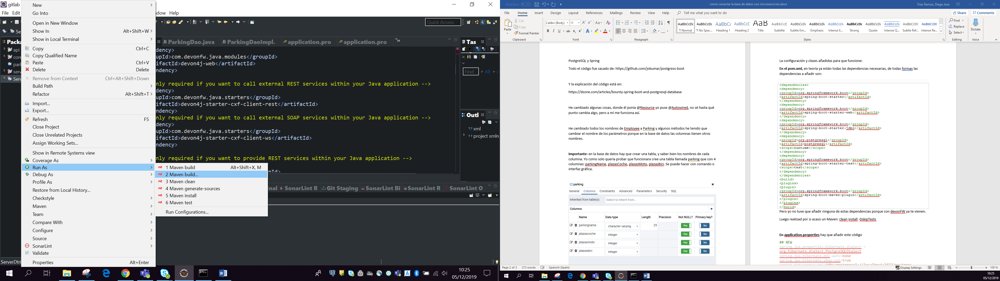 gitlab
File Edit
dow Help
Quick Access
Packa
api
core
park
serv
Serv
ServerDtri
New
Go Into
Open in New Window
Show In Alt+Shift+W
Show in Local Terminal
Copy Ctrl+C
Copy Qualified Name
Paste Ctrl+V
Delete Delete
Remove from Context Ctrl+Alt+Shift+Down
Build Path
Refactor Alt+Shift+T
Import...
Export...
Refresh F5
Close Project
Close Unrelated Projects
Assign Working Sets...
Show in Remote Systems view
Coverage As
Run As
Debug As
Profile As
Restore from Local History...
Checkstyle
Maven
Team
Compare With
Configure
Source
SonarLint
Validate
Properties Alt+Enter
1 Maven build Alt+Shift+X, M
2 Maven build...
3 Maven clean
4 Maven generate-sources
5 Maven install
6 Maven test
Run Configurations...
ParkingDao.java ParkingDaoImpl. application.pro application.pro
ndency>
upId>com.devonfw.java.modules</groupId>
ifactId>devon4j-web</artifactId>
ndency>
nly required if you want to call external REST services within your Java application -->
ndency>
upId>com.devonfw.java.starters</groupId>
ifactId>devon4j-starter-cxf-client-rest</artifactId>
ndency>
nly required if you want to call external SOAP services within your Java application -->
ndency>
upId>com.devonfw.java.starters</groupId>
ifactId>devon4j-starter-cxf-client-ws</artifactId>
ndency>
nly required if you want to provide REST services within your Java application -->
inal SonarLint R Git Staging SonarLint Bi SonarLint R SonarLint O
Tas
Find All
Outl
xml
project xmln
10:25
05/12/2019
AutoSave Off
como conectar la base de datos con microservicios.docx
Trias Ramos, Diego Jose
File Home Insert Design Layout References Mailings Review View Help Tell me what you want to do Share Comments
Paste
Cut
Copy
Format Painter
Clipboard
Calibri (Body) 11
Font
Paragraph
AaBbCcDc AaBbCcDc AaBbCc AaBbCcD AaB AaBbCcD AaBbCcDt AaBbCcDt AaBbCcDt AaBbCcDc AaBbCcDt AaBbCcDt AaBbCcDc AaBbCcDt
¶ Normal ¶ No Spac... Heading 1 Heading 2 Title Subtitle Subtle Em... Emphasis Intense E... Strong Quote Intense Q... Subtle Ref... Intense Re...
Styles
Find
Replace
Select
Editing
Dictate
Voice
PostgreSQL y Spring
Todo el código fue sacado de: https://github.com/jokumar/postgress-boot
Y la explicación del código está en:
https://dzone.com/articles/bounty-spring-boot-and-postgresql-database
He cambiado algunas cosas, donde él ponía @Resource yo puse @Autowired, no sé hasta qué
punto cambia algo, pero a mí me funciona así.
He cambiado todos los nombres de Employee a Parking y algunos métodos he tenido que
cambiar el nombre de los parámetros porque en la base de datos las columnas tienen otros
nombres.
Importante: en la base de datos hay que crear una tabla, y saber bien los nombres de cada
columna. Yo como solo quería probar que funcionara cree una tabla llamada parking que con 4
columnas: parkingName, plazasCoche, plazasMoto, plazasBici. Se puede hacer con comando o
interfaz gráfica.
parking
General Columns Constraints Advanced Parameters Security SQL
Inherited from table(s) Select to inherit from...
Columns
Name Data type Length Precision Not NULL? Primary key?
parkingname character varying 25 Yes No
plazascoche integer Yes No
plazasmoto integer Yes No
plazasbici integer Yes No
La configuración y clases añadidas para que funcione:
En el pom.xml, en teoría ya están todas las dependencias necesarias, de todas formas las
dependencias a añadir son:
<dependencies>
<dependency>
<groupId>org.springframework.boot</groupId>
<artifactId>spring-boot-starter</artifactId>
</dependency>
<dependency>
<groupId>org.springframework.boot</groupId>
<artifactId>spring-boot-starter-web</artifactId>
</dependency>
<dependency>
<groupId>org.springframework.boot</groupId>
<artifactId>spring-boot-starter-jdbc</artifactId>
</dependency>
<dependency>
<groupId>org.postgresql</groupId>
<artifactId>postgresql</artifactId>
<scope>runtime</scope>
</dependency>
<dependency>
<groupId>org.springframework.boot</groupId>
<artifactId>spring-boot-starter-test</artifactId>
<scope>test</scope>
</dependency>
</dependencies>
<build>
<plugins>
<plugin>
<groupId>org.springframework.boot</groupId>
<artifactId>spring-boot-maven-plugin</artifactId>
</plugin>
</plugins>
</build>
Pero yo no tuve que añadir ninguna de estas dependencias porque con devonFW ya te vienen.
Luego realizad por si acaso un Maven: clean install -DskipTests
En application.properties hay que añadir este código
## NEW
spring.jpa.properties.hibernate.dialect =
org.hibernate.dialect.PostgreSQLDialect
spring.jpa.hibernate.ddl-auto=none
spring.jpa.hibernate.show-sql=true
spring.datasource.url=jdbc:postgresql://localhost:5432/postgres
Page 2 of 3 273 words Spanish (Spain) Display Settings 100 %
10:25
05/12/2019